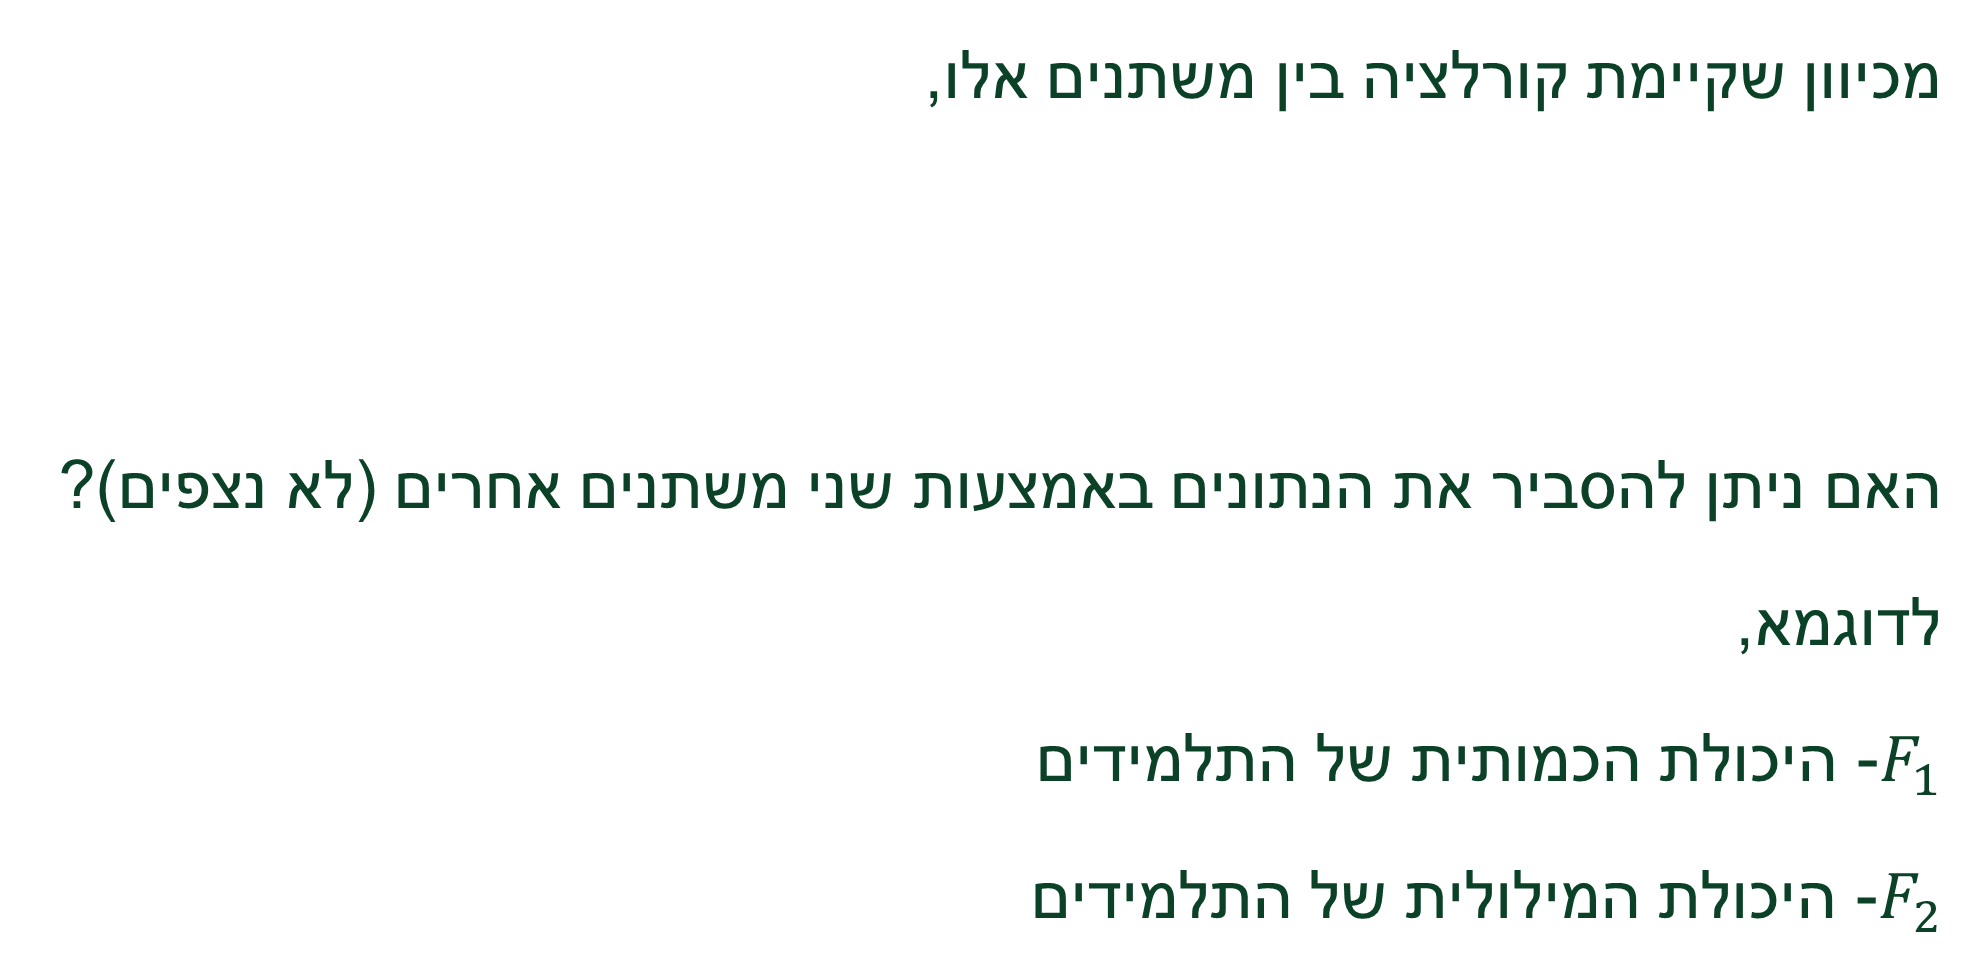 מכיוון שקיימת קורלציה בין משתנים אלו,
האם ניתן להסביר את הנתונים באמצעות שני משתנים אחרים (לא נצפים)?
לדוגמא,
F₁- היכולת הכמותית של התלמידים
F₂- היכולת המילולית של התלמידים